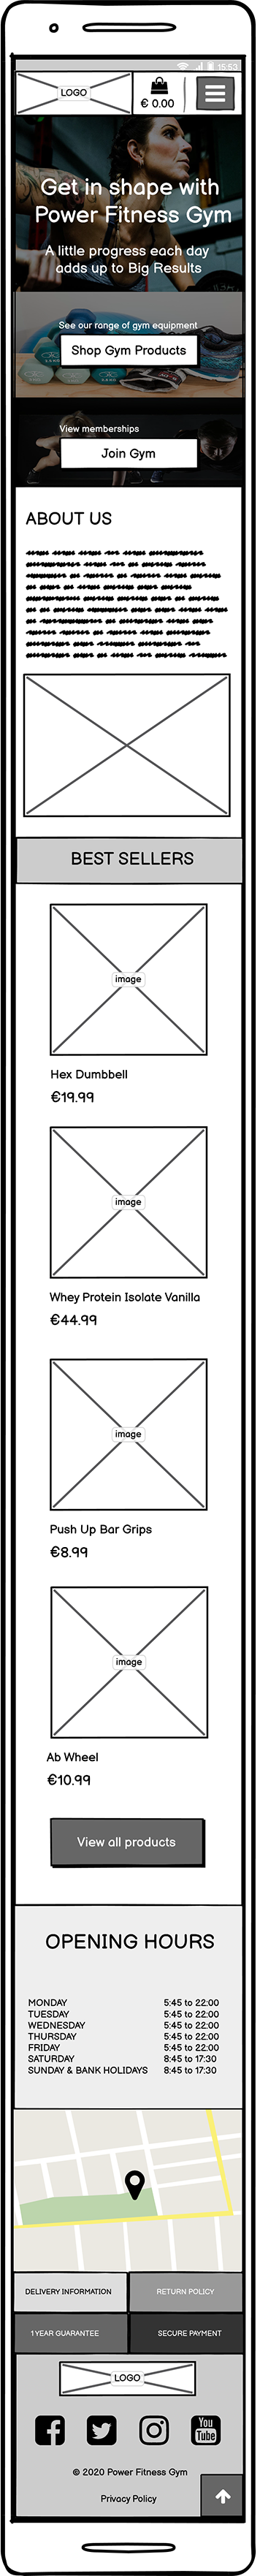 15:53
LOGO
€ 0.00
Get in shape with
Power Fitness Gym
A little progress each day
adds up to Big Results
See our range of gym equipment
Shop Gym Products
View memberships
Join Gym
ABOUT US
BEST SELLERS
image
Hex Dumbbell
€19.99
image
Whey Protein Isolate Vanilla
€44.99
image
Push Up Bar Grips
€8.99
image
Ab Wheel
€10.99
View all products
OPENING HOURS
MONDAY 5:45 to 22:00
TUESDAY 5:45 to 22:00
WEDNESDAY 5:45 to 22:00
THURSDAY 5:45 to 22:00
FRIDAY 5:45 to 22:00
SATURDAY 8:45 to 17:30
SUNDAY & BANK HOLIDAYS 8:45 to 17:30
DELIVERY INFORMATION RETURN POLICY
1 YEAR GUARANTEE SECURE PAYMENT
LOGO
You
Tube
© 2020 Power Fitness Gym
Privacy Policy